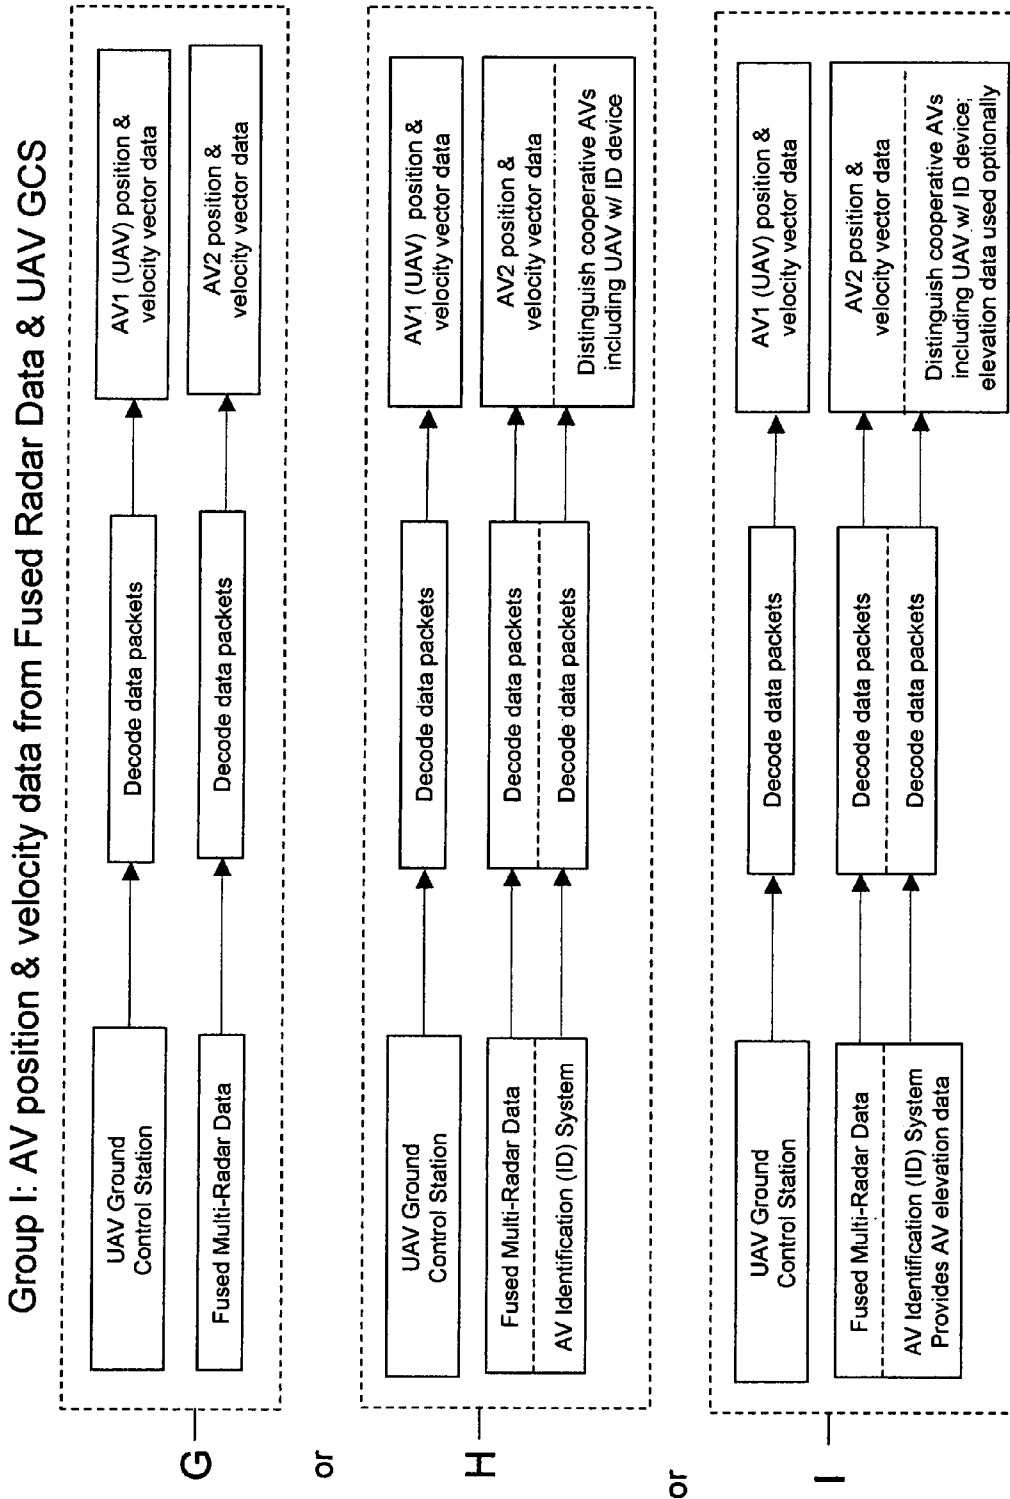 Group I: AV position & velocity data from Fused Radar Data & UAV GCS
G
UAV Ground
Control Station
Decode data packets
AV1 (UAV) position &
velocity vector data
Fused Multi-Radar Data
Decode data packets
AV2 position &
velocity vector data
or
H
UAV Ground
Control Station
Decode data packets
AV1 (UAV) position &
velocity vector data
Fused Multi-Radar Data
Decode data packets
AV2 position &
velocity vector data
AV Identification (ID) System
Decode data packets
Distinguish cooperative AVs
including UAV w/ ID device
or
I
UAV Ground
Control Station
Decode data packets
AV1 (UAV) position &
velocity vector data
Fused Multi-Radar Data
Decode data packets
AV2 position &
velocity vector data
AV Identification (ID) System
Provides AV elevation data
Decode data packets
Distinguish cooperative AVs
including UAV w/ ID device;
elevation data used optionally